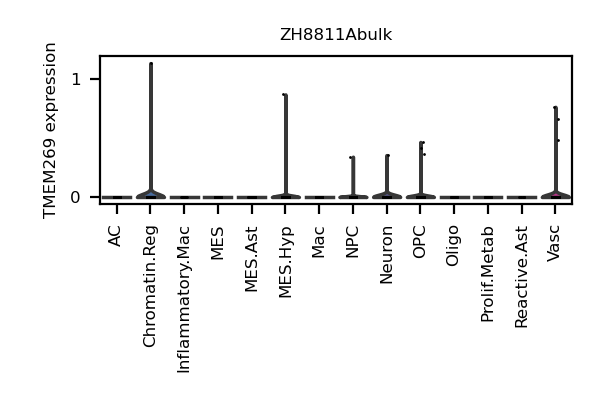 ZH8811Abulk
TMEM269 expression
1
0
AC
Chromatin.Reg
Inflammatory.Mac
MES
MES.Ast
MES.Hyp
Mac
NPC
Neuron
OPC
Oligo
Prolif.Metab
Reactive.Ast
Vasc